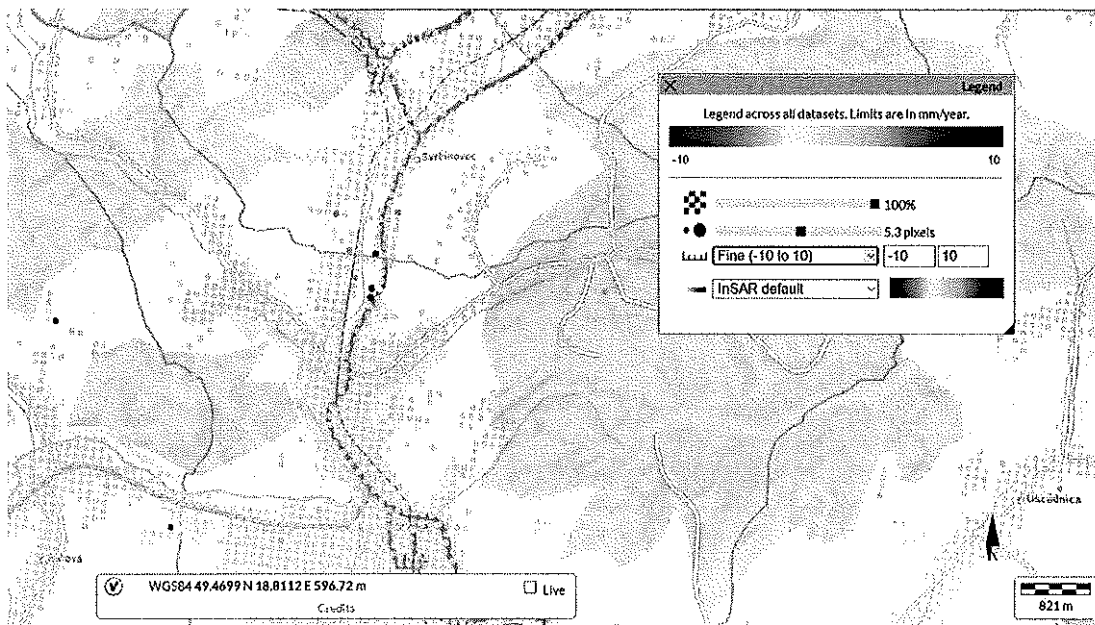 Legend
Legend across all datasets. Limits are in mm/year.
-10
10
100%
5.3 pixels
Fine (-10 to 10)
-10
10
InSAR default
Svrčinovec
WGS84 49.4699 N 18.8112 E 596.72 m
Live
Credits
821 m